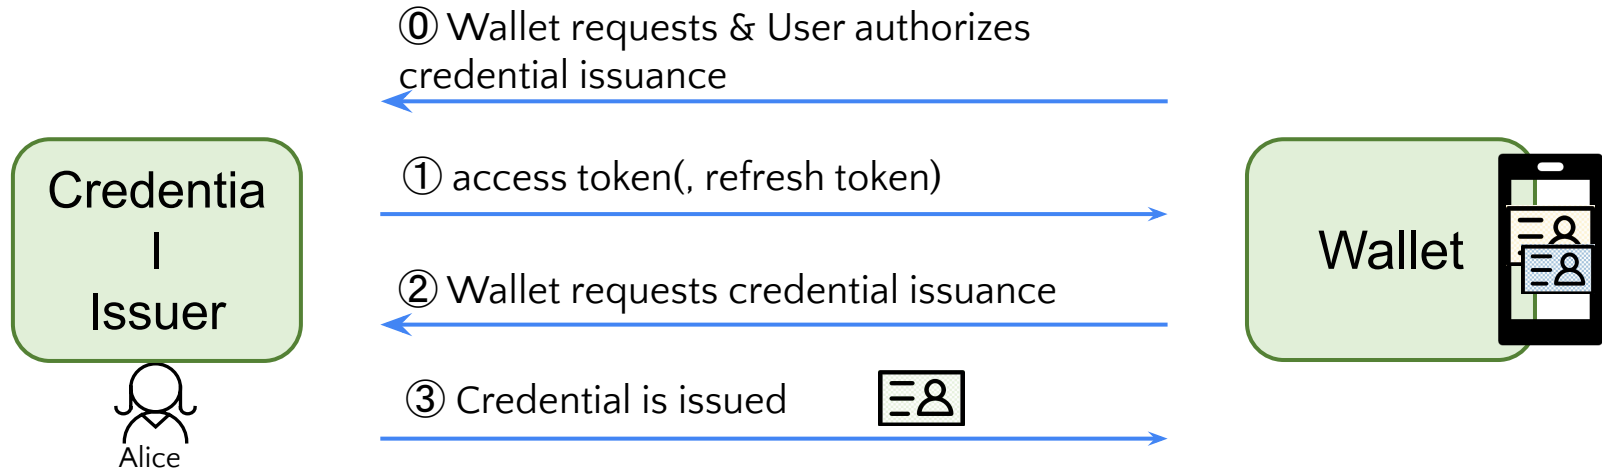 ⓪ Wallet requests & User authorizes
credential issuance
Credentia
l
Issuer
① access token(, refresh token)
Wallet
② Wallet requests credential issuance
③ Credential is issued
Alice